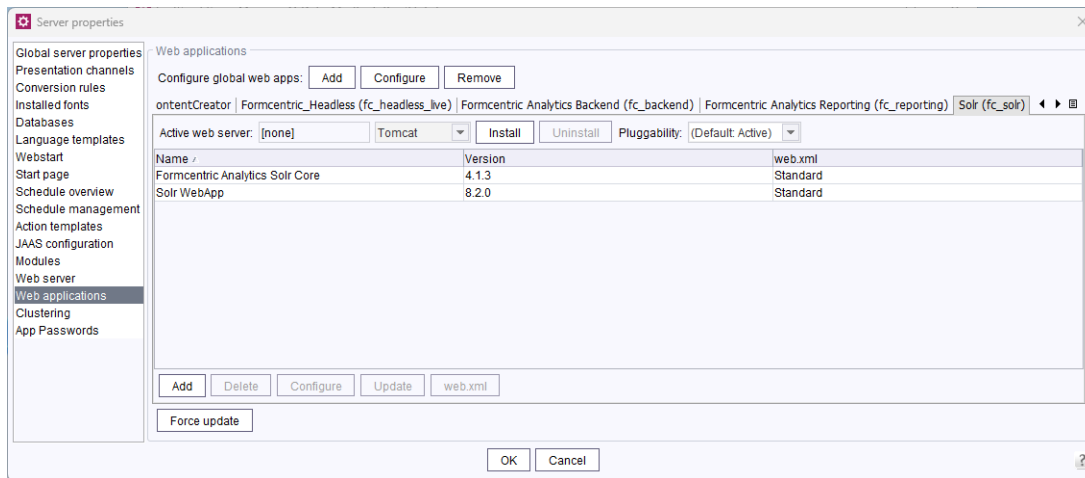 Server properties
Global server properties
Presentation channels
Conversion rules
Installed fonts
Databases
Language templates
Webstart
Start page
Schedule overview
Schedule management
Action templates
JAAS configuration
Modules
Web server
Web applications
Clustering
App Passwords
Web applications
Configure global web apps: Add Configure Remove
ontentCreator Formcentric_Headless (fc_headless_live) Formcentric Analytics Backend (fc_backend) Formcentric Analytics Reporting (fc_reporting) Solr (fc_solr)
Active web server: [none] Tomcat Install Uninstall Pluggability: (Default: Active)
Name Version web.xml
Formcentric Analytics Solr Core 4.1.3 Standard
Solr WebApp 8.2.0 Standard
Add Delete Configure Update web.xml
Force update
OK Cancel
?